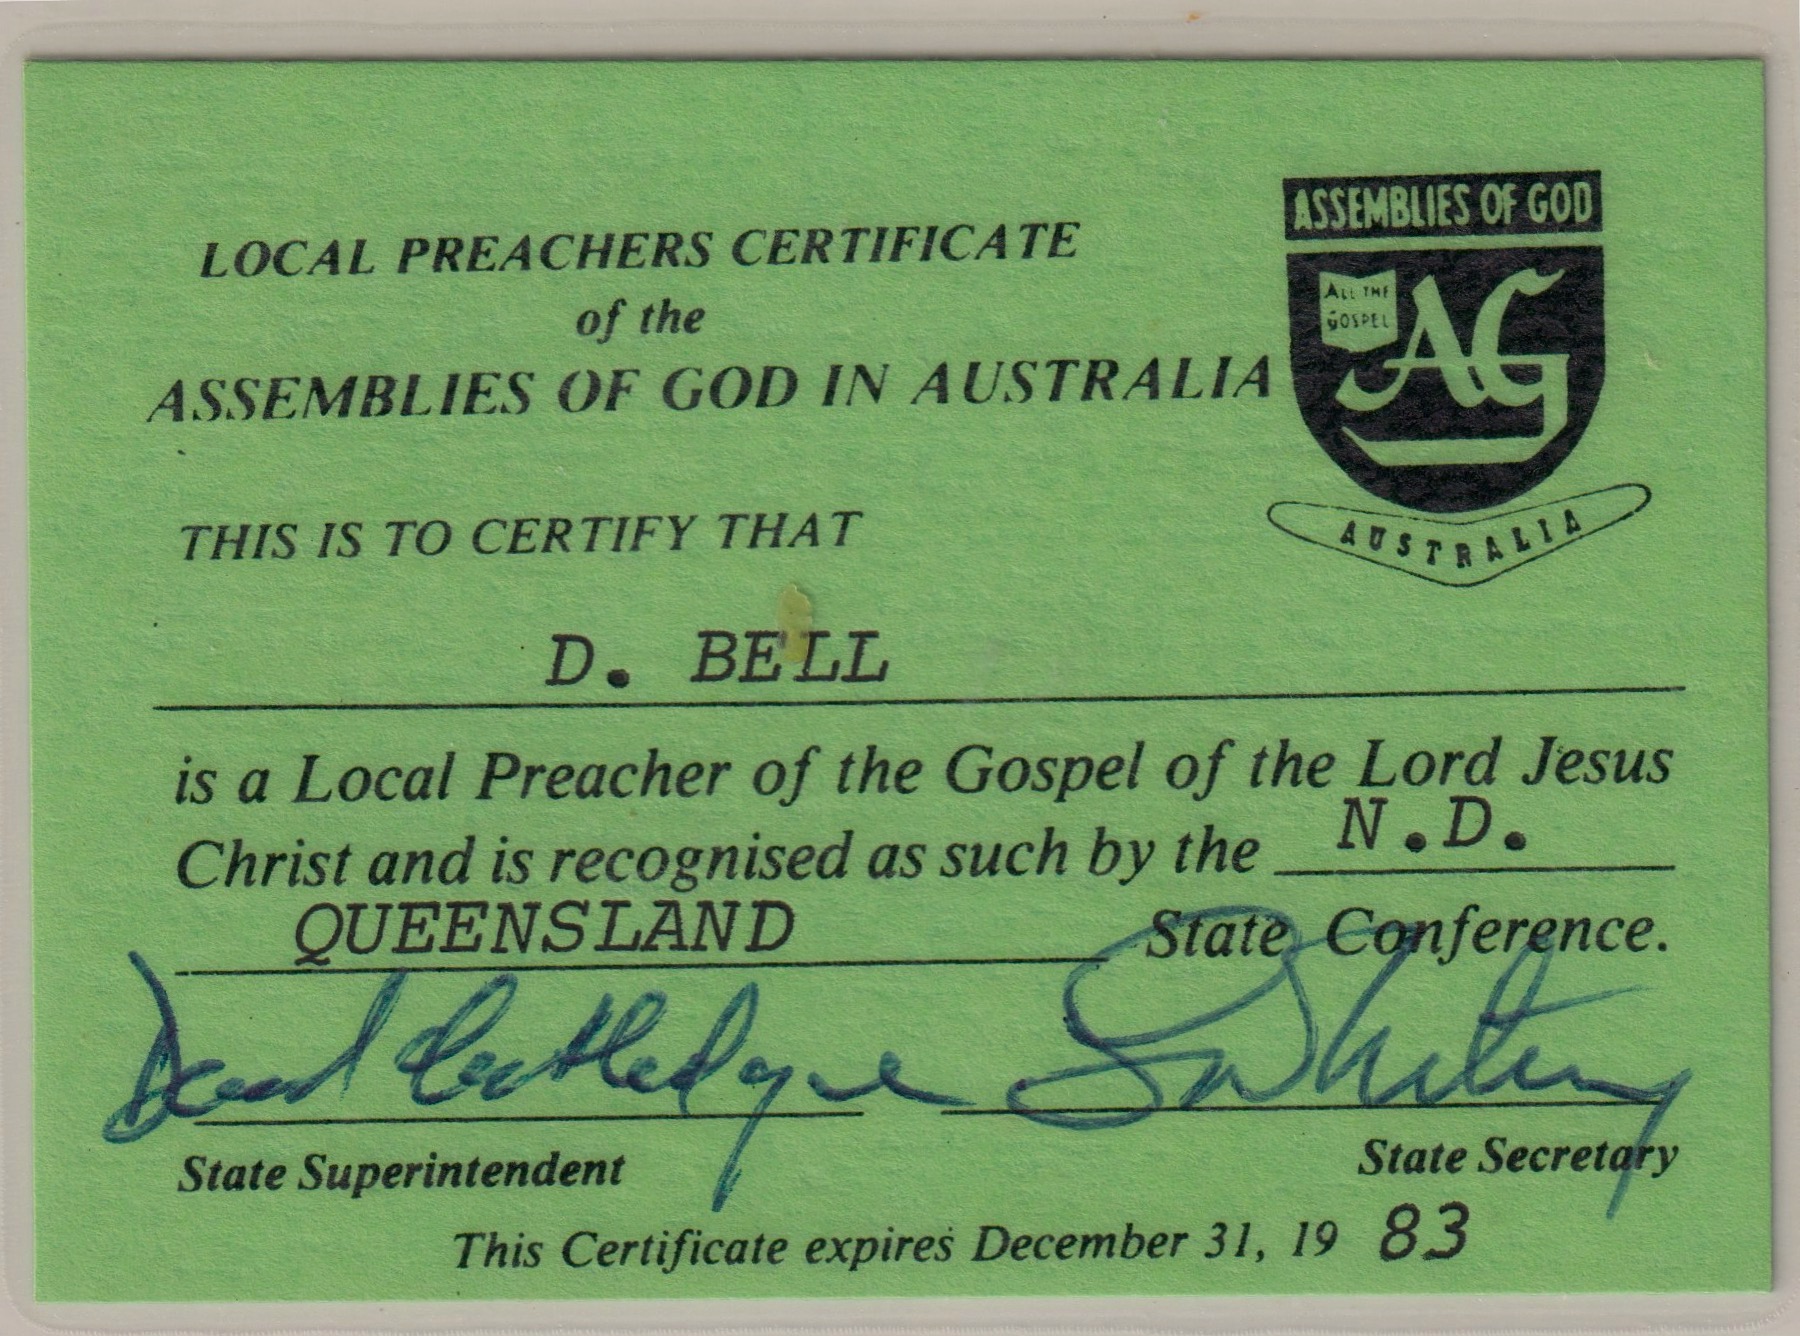 LOCAL PREACHERS CERTIFICATE
of the
ASSEMBLIES OF GOD IN AUSTRALIA
ASSEMBLIES OF GOD
ALL THE
GOSPEL
AG
AUSTRALIA
THIS IS TO CERTIFY THAT
D. BELL
is a Local Preacher of the Gospel of the Lord Jesus
Christ and is recognised as such by the N.D.
QUEENSLAND State Conference.
State Superintendent State Secretary
This Certificate expires December 31, 19 83